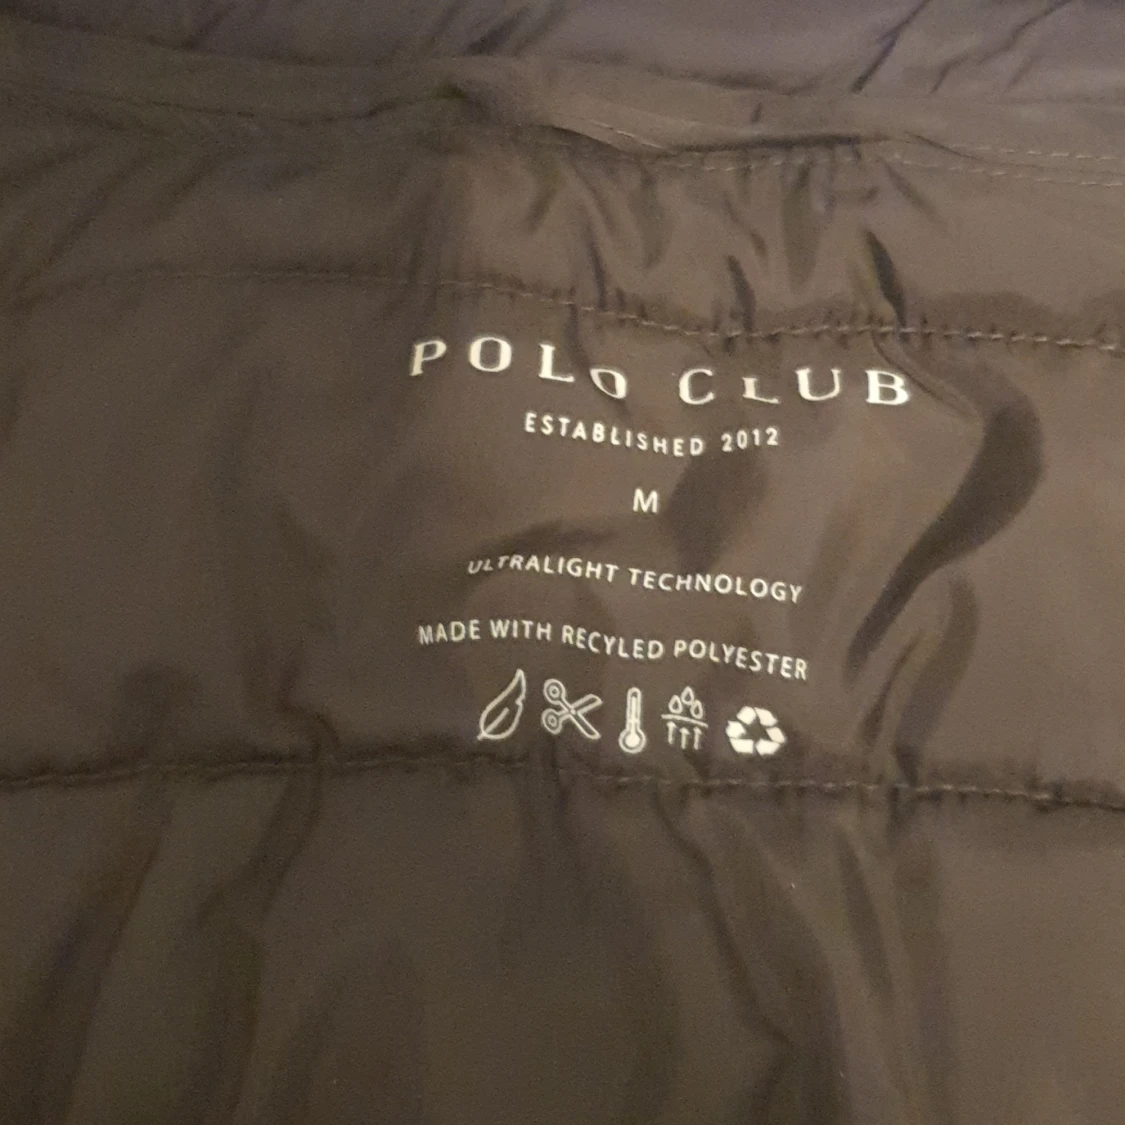 POLO CLUB
ESTABLISHED 2012
M
ULTRALIGHT TECHNOLOGY
MADE WITH RECYLED POLYESTER